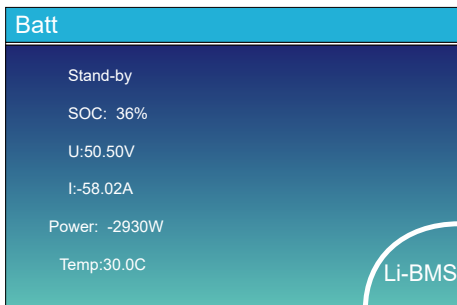 Batt
Stand-by
SOC: 36%
U:50.50V
I:-58.02A
Power: -2930W
Temp:30.0C
Li-BMS